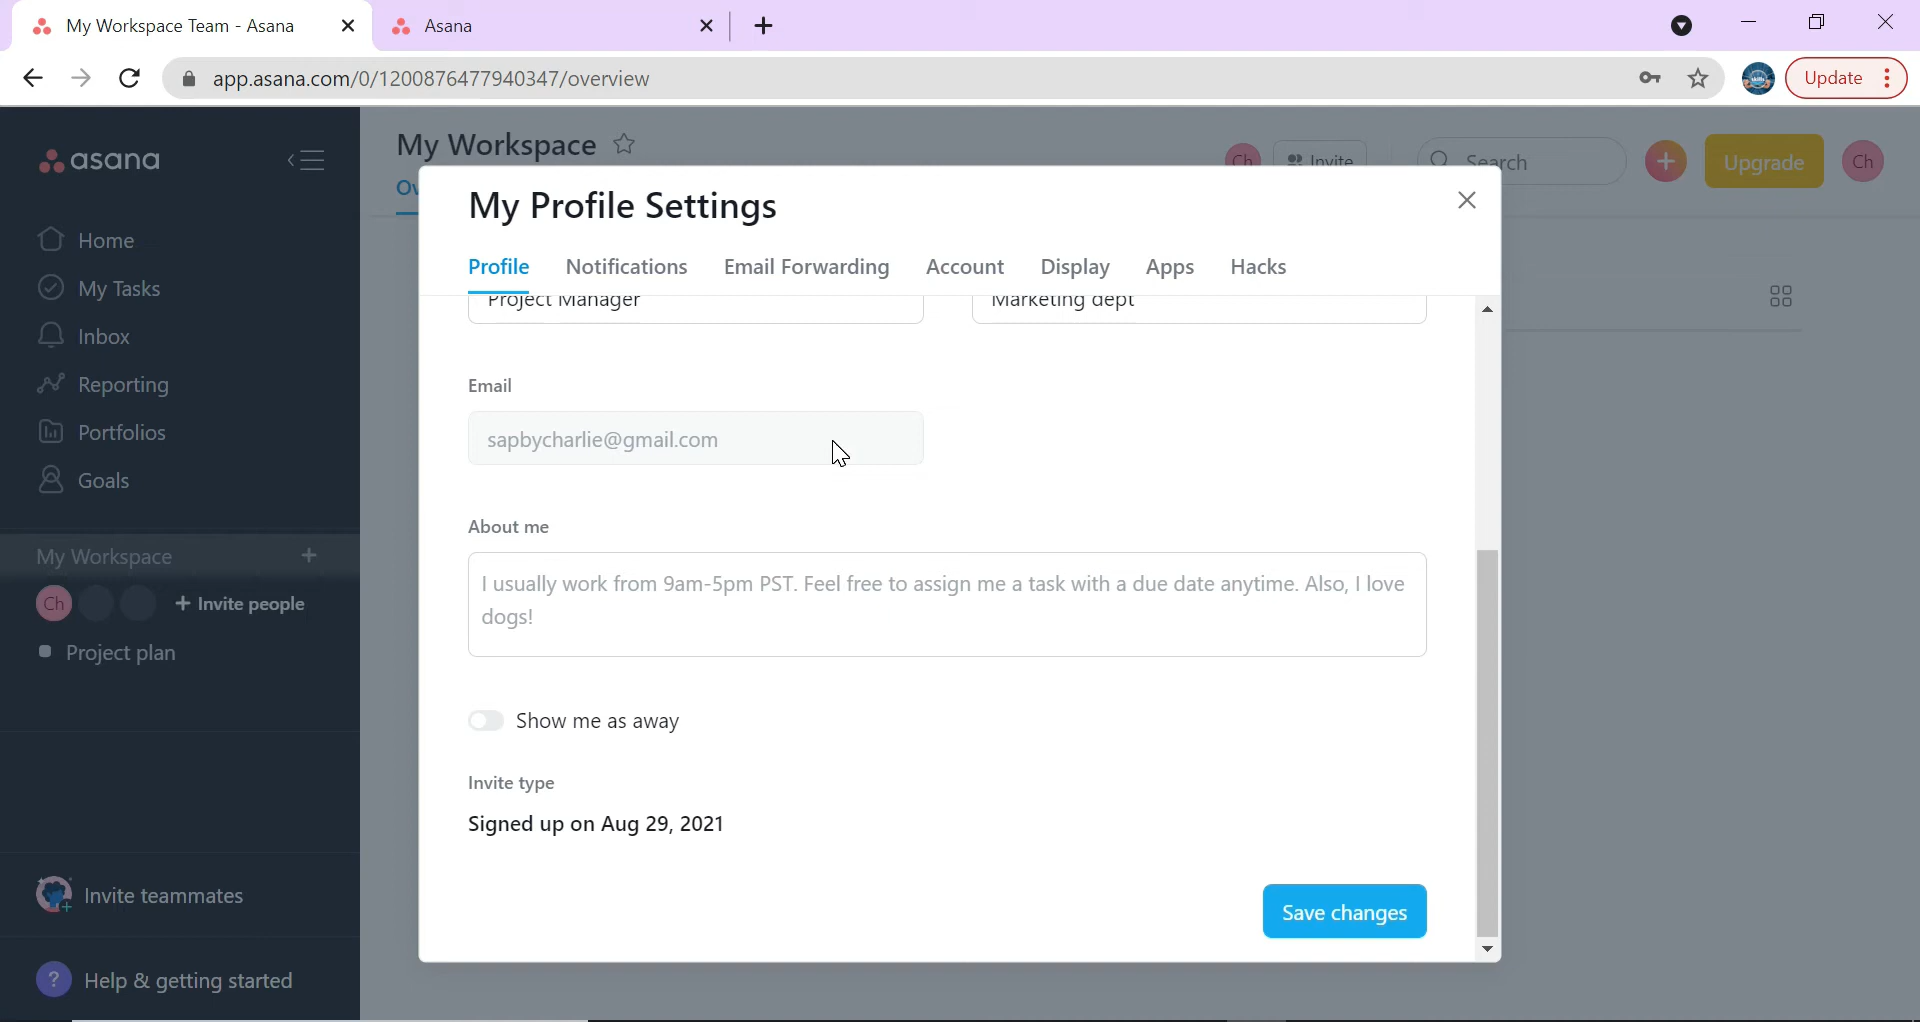 My Workspace Team - Asana
Asana
app.asana.com/0/1200876477940347/overview
Update
asana
My Workspace
Ch
Invite
Search
Upgrade
Ch
Ov
Home
My Tasks
Inbox
Reporting
Portfolios
Goals
My Workspace
Ch
Invite people
Project plan
Invite teammates
? Help & getting started
My Profile Settings
Profile Notifications Email Forwarding Account Display Apps Hacks
Project Manager
Marketing dept
Email
sapbycharlie@gmail.com
About me
I usually work from 9am-5pm PST. Feel free to assign me a task with a due date anytime. Also, I love
dogs!
Show me as away
Invite type
Signed up on Aug 29, 2021
Save changes